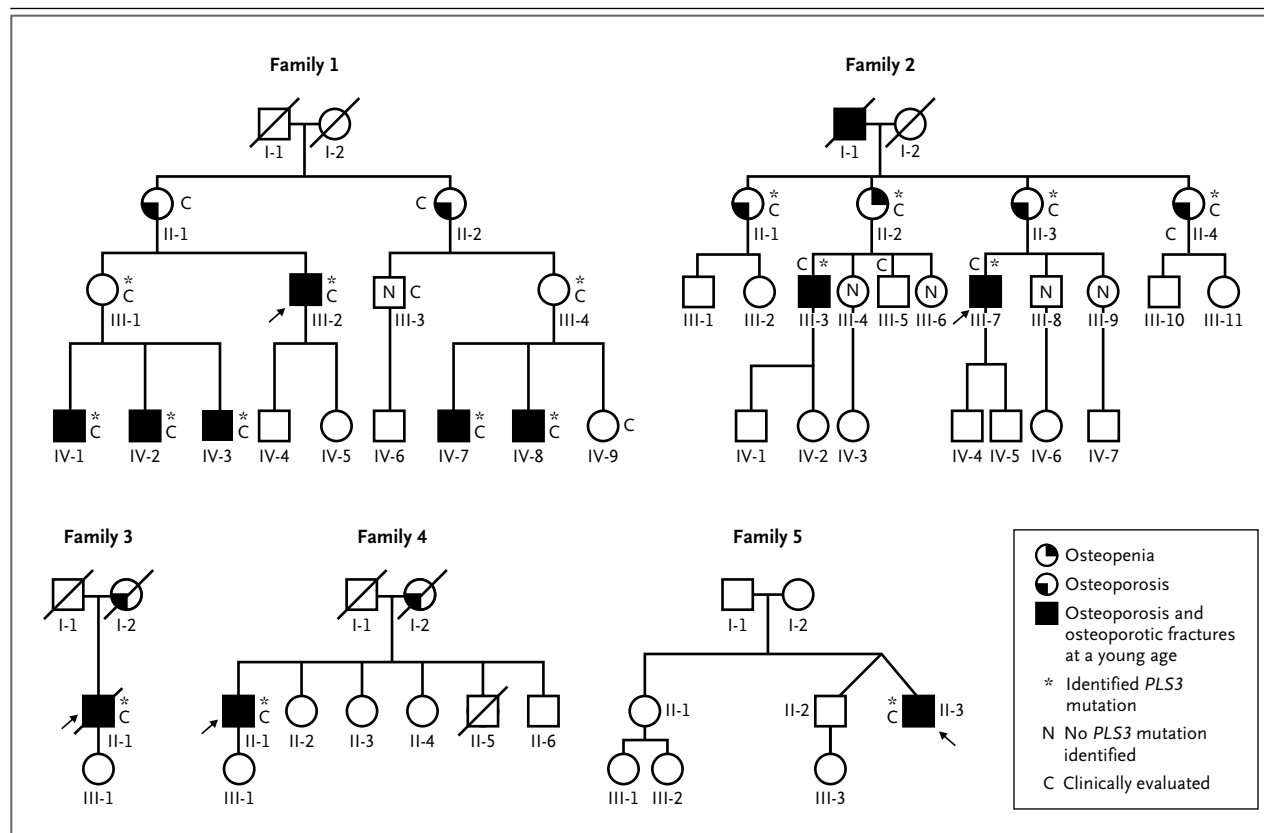 Family 1
I-1 I-2
C C
II-1 II-2
* * *
C C N C C
III-1 III-2 III-3 III-4
* * * * *
C C C C C C
IV-1 IV-2 IV-3 IV-4 IV-5 IV-6 IV-7 IV-8 IV-9
Family 2
I-1 I-2
* * * *
C C C C
II-1 II-2 II-3 II-4
C * C C * C
N N N N
III-1 III-2 III-3 III-4 III-5 III-6 III-7 III-8 III-9 III-10 III-11
IV-1 IV-2 IV-3 IV-4 IV-5 IV-6 IV-7
Family 3
I-1 I-2
*
C
II-1
III-1
Family 4
I-1 I-2
*
C
II-1 II-2 II-3 II-4 II-5 II-6
III-1
Family 5
I-1 I-2
*
II-1 II-2 C II-3
III-1 III-2 III-3
Osteopenia
Osteoporosis
Osteoporosis and
osteoporotic fractures
at a young age
* Identified PLS3
mutation
N No PLS3 mutation
identified
C Clinically evaluated